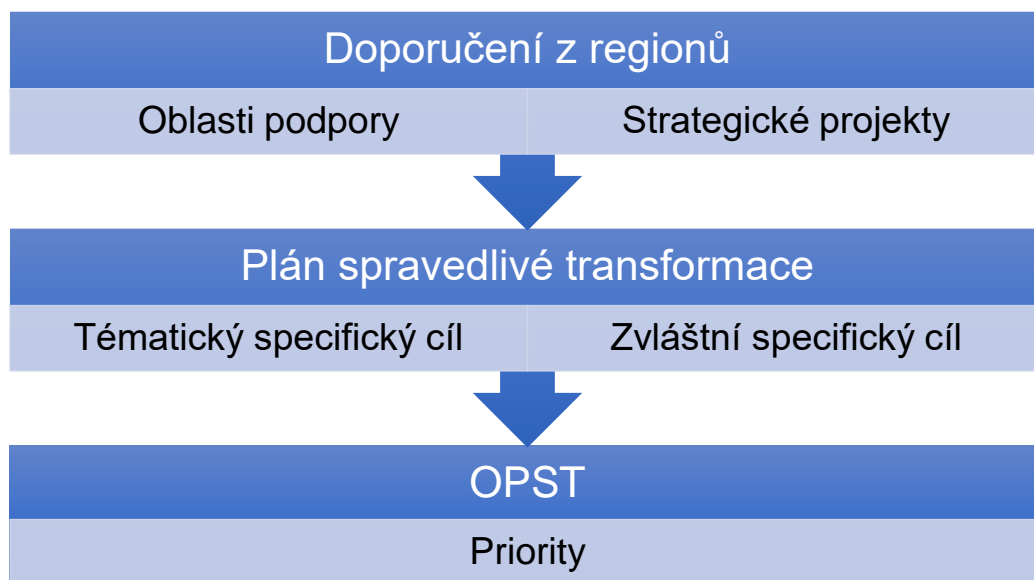 Doporučení z regionů
Oblasti podpory
Strategické projekty
Plán spravedlivé transformace
Tématický specifický cíl
Zvláštní specifický cíl
OPST
Priority